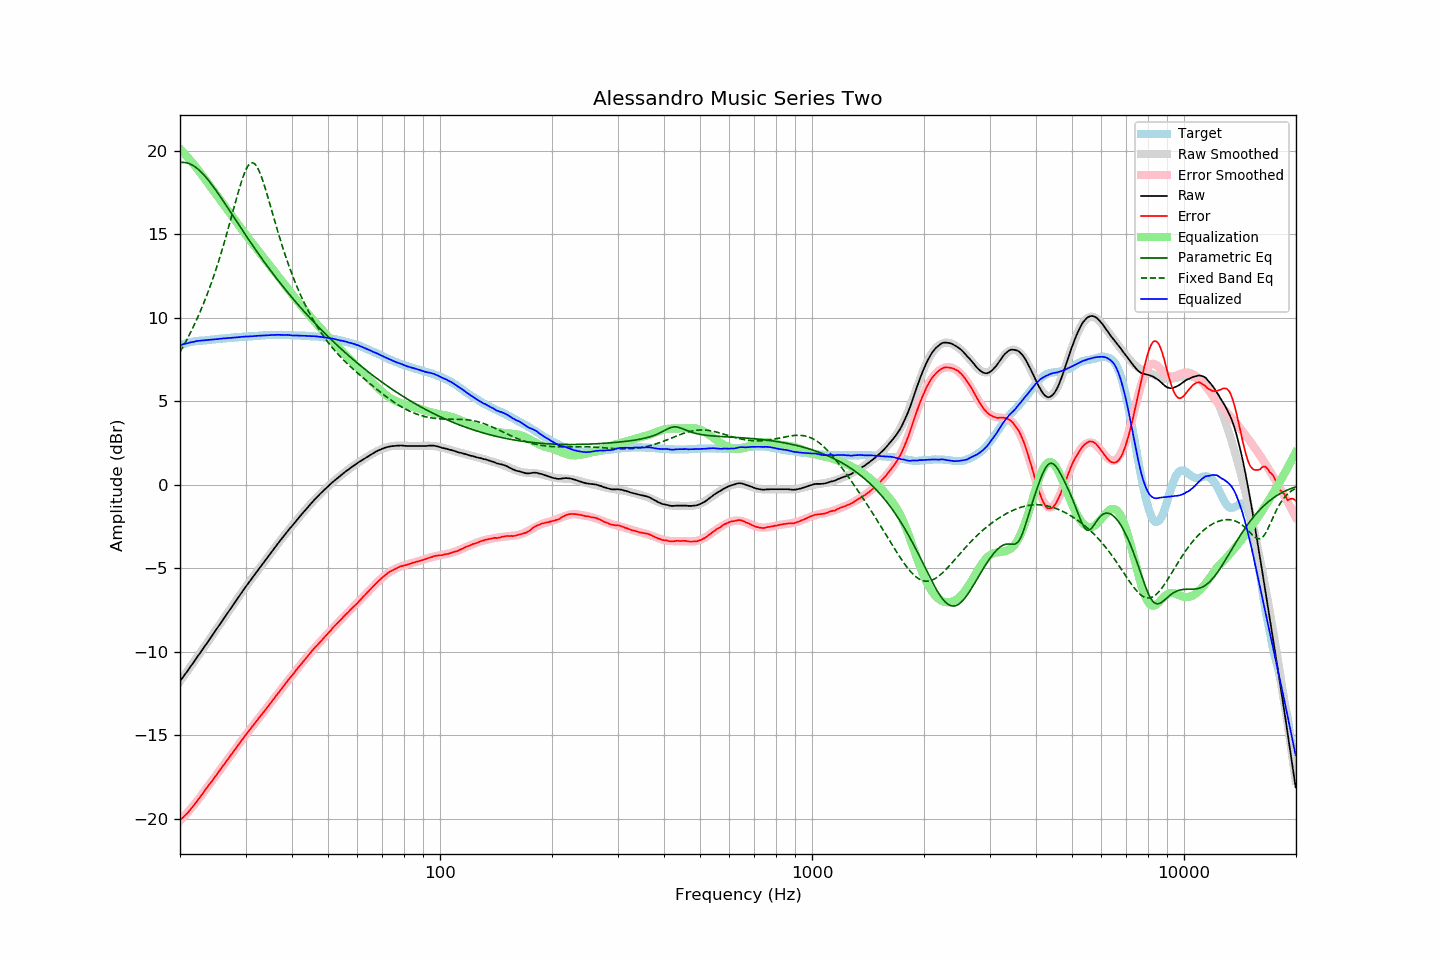 Alessandro Music Series Two
Amplitude (dBr)
20
15
10
5
0
−5
−10
−15
−20
Target
Raw Smoothed
Error Smoothed
Raw
Error
Equalization
Parametric Eq
Fixed Band Eq
Equalized
100
1000
10000
Frequency (Hz)